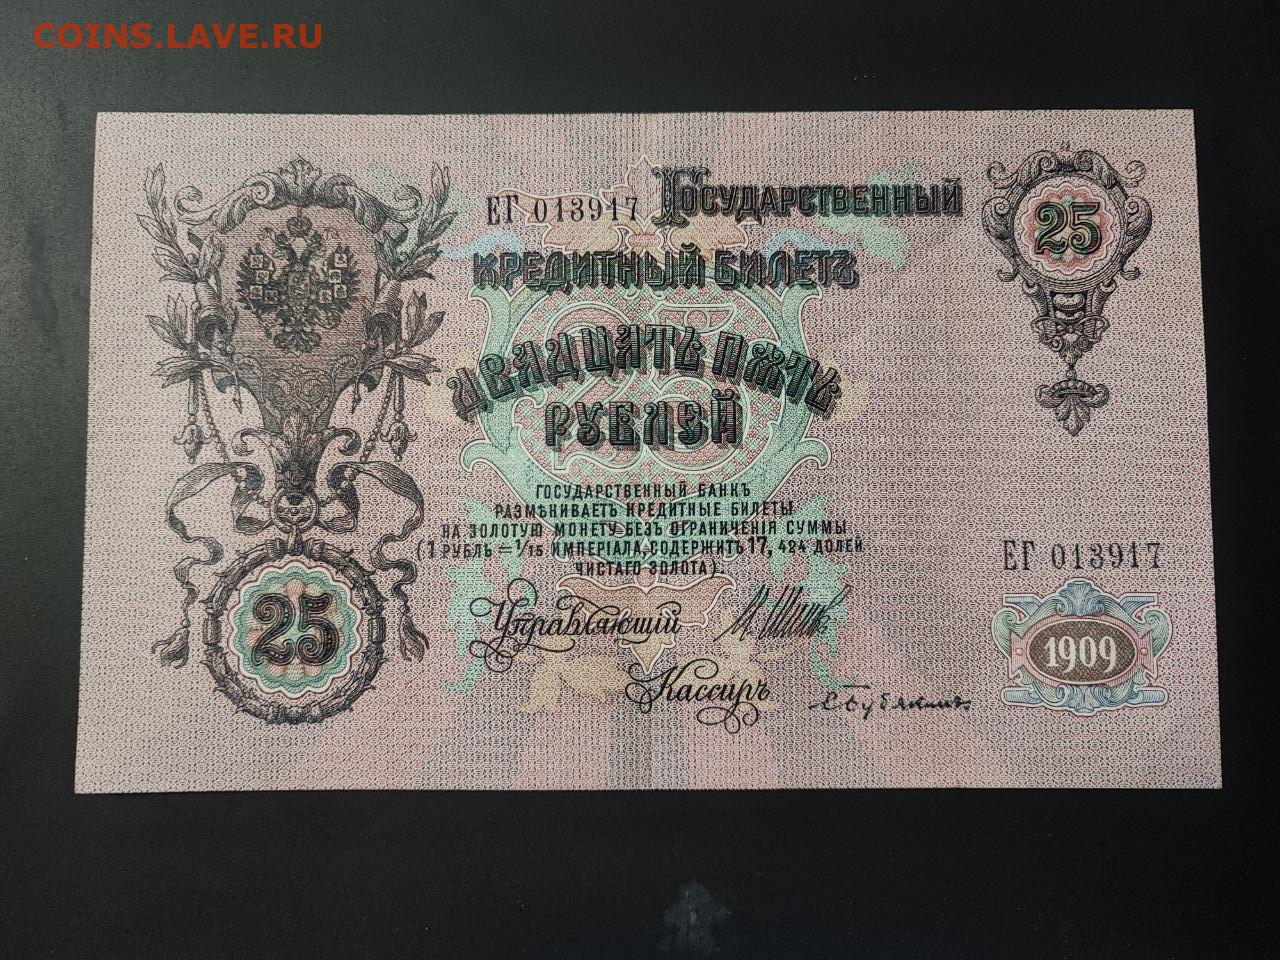 COINS.LAVE.RU
ЕГ 013917 ГОСУДАРСТВЕННЫЙ
КРЕДИТНЫЙ БИЛЕТЪ
25
ДВАДЦАТЬ ПЯТЬ
РУБЛЕЙ
ГОСУДАРСТВЕННЫЙ БАНКЪ
РАЗМѢНИВАЕТЪ КРЕДИТНЫЕ БИЛЕТЫ
НА ЗОЛОТУЮ МОНЕТУ БЕЗЪ ОГРАНИЧЕНІЯ СУММЫ
(1 РУБЛЬ = 1/15 ИМПЕРІАЛА, СОДЕРЖИТЪ 17, 424 ДОЛЕЙ
ЧИСТАГО ЗОЛОТА).
ЕГ 013917
25
Управляющій
1909
Кассиръ
25